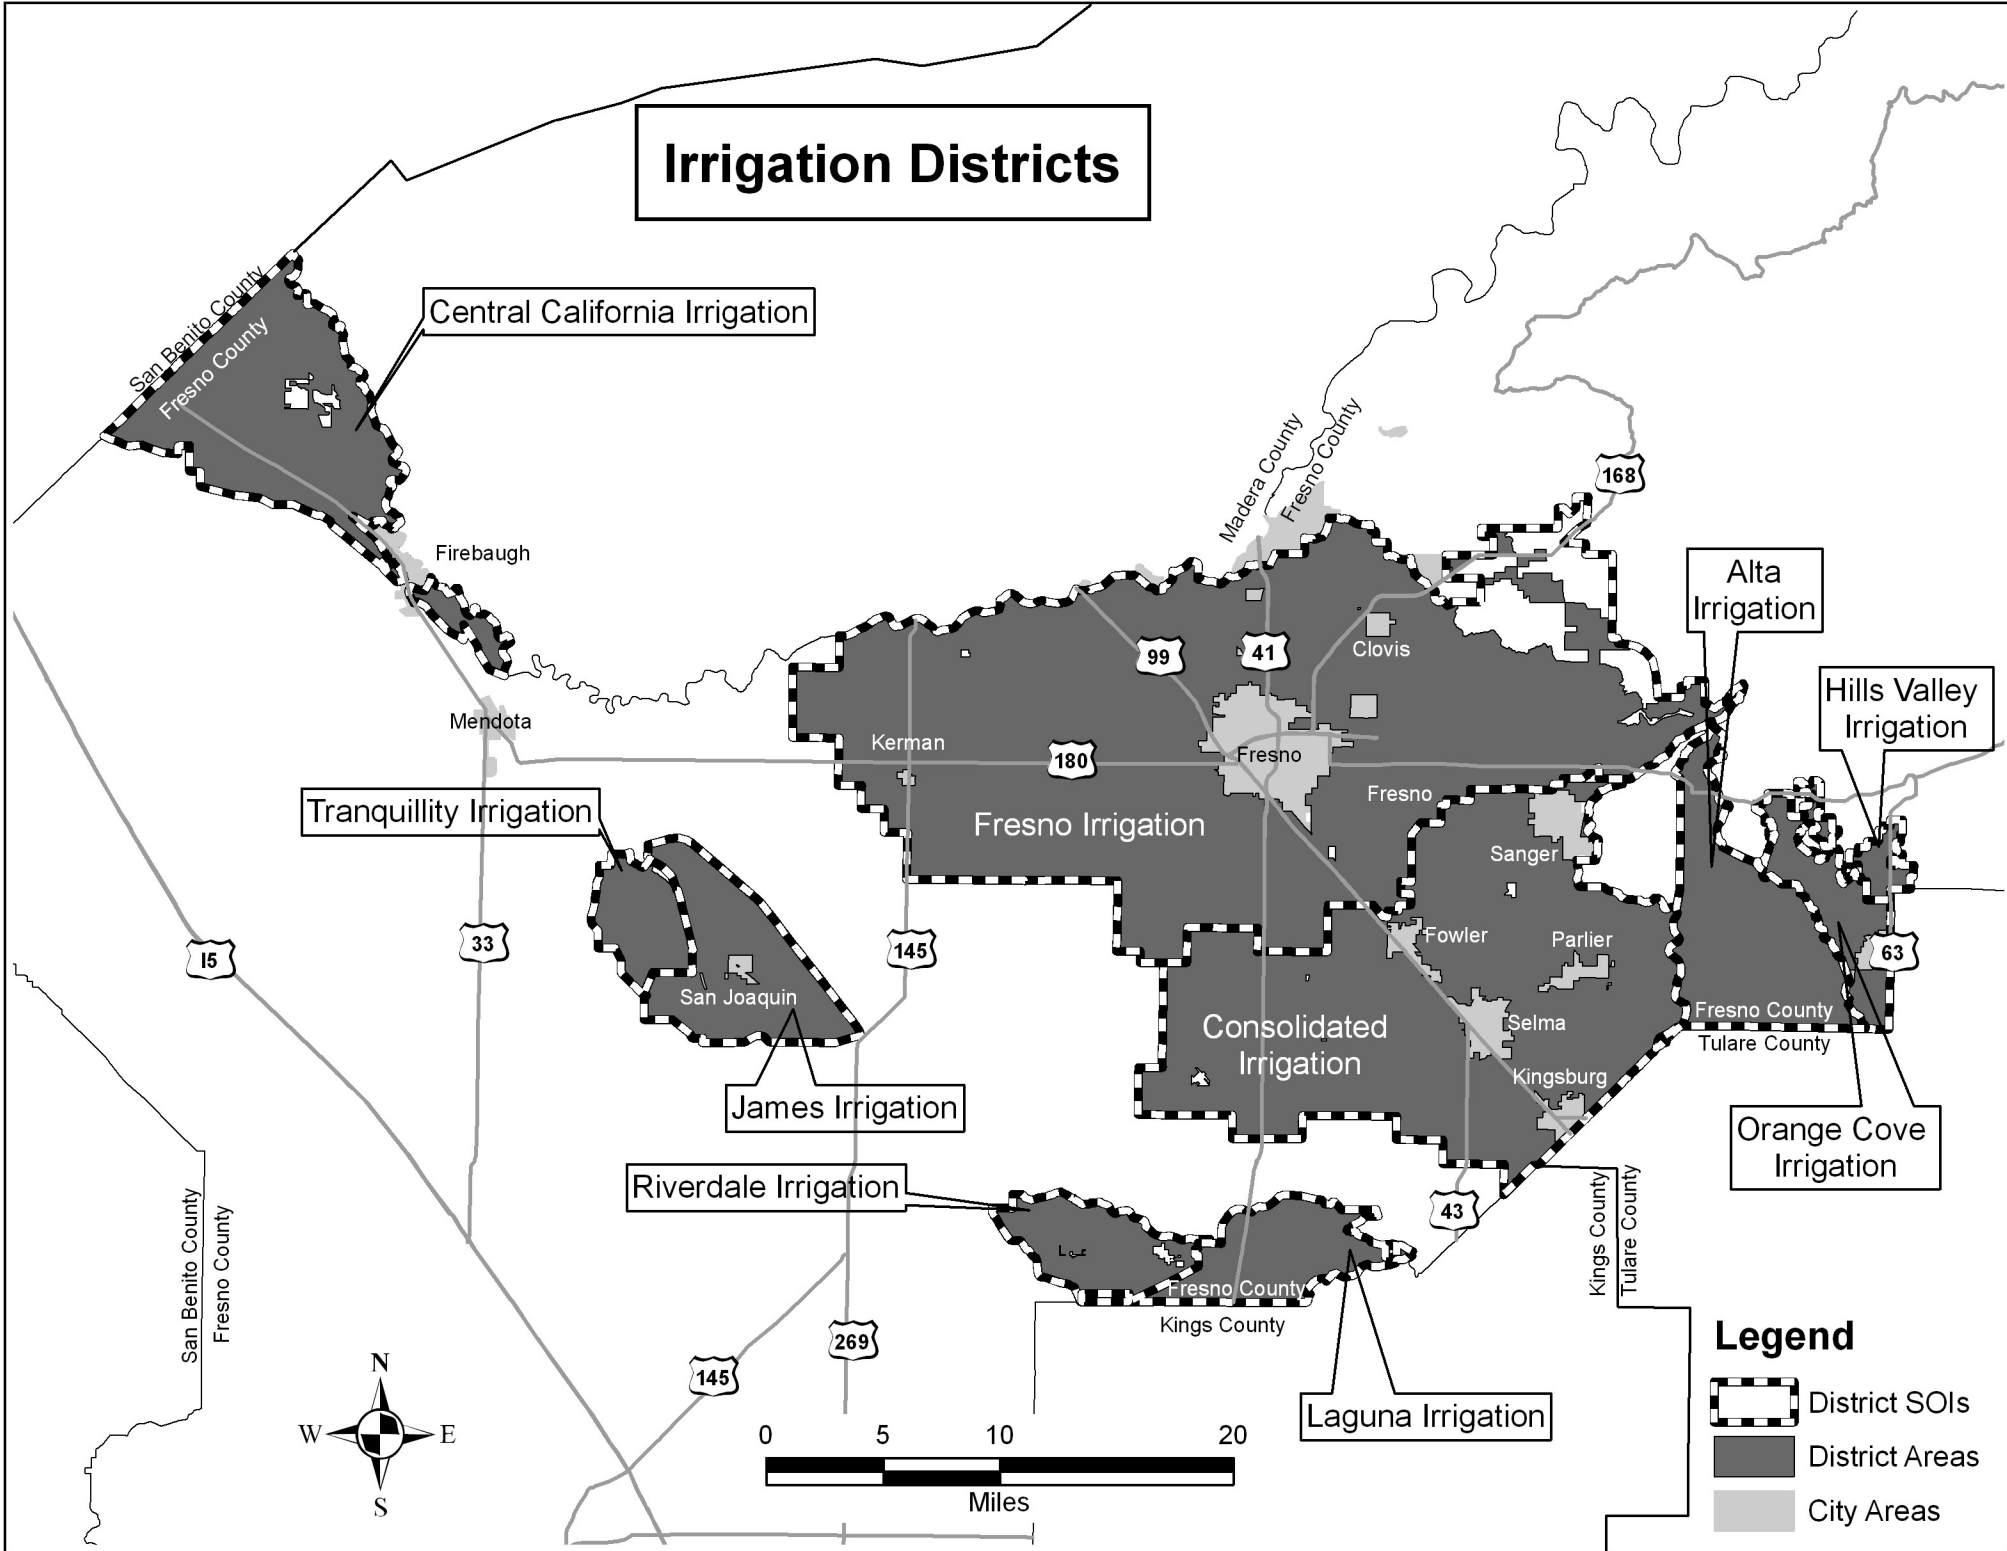 Irrigation Districts
San Benito County
Fresno County
Central California Irrigation
Madera County
Fresno County
168
Firebaugh
Alta
Irrigation
99
41
Clovis
Hills Valley
Irrigation
Mendota
Kerman
180
Fresno
Fresno
Tranquillity Irrigation
Fresno Irrigation
Sanger
I5
33
145
Fowler
Parlier
63
San Joaquin
Consolidated
Irrigation
Selma
Fresno County
Tulare County
Kingsburg
James Irrigation
Orange Cove
Irrigation
Riverdale Irrigation
43
Kings County
Tulare County
San Benito County
Fresno County
Fresno County
Kings County
269
145
Laguna Irrigation
N
W
E
S
0 5 10 20
Miles
Legend
District SOIs
District Areas
City Areas